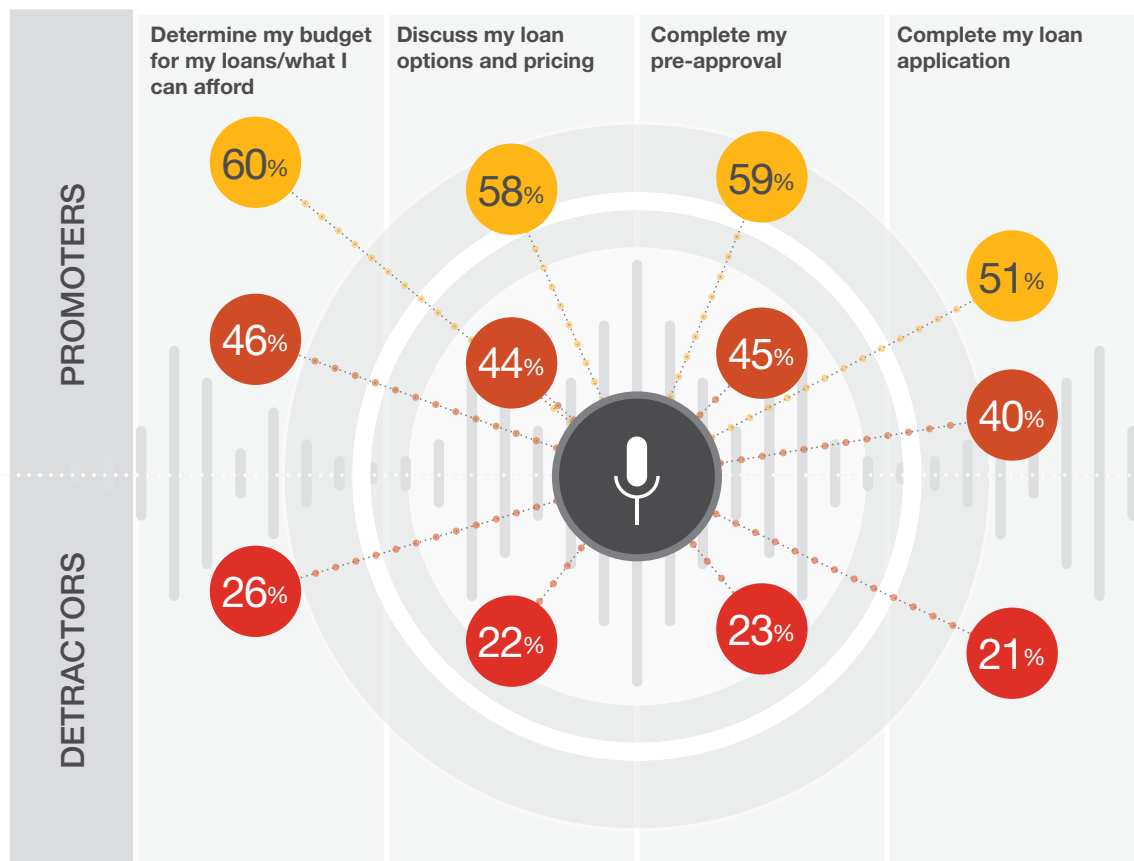 Determine my budget
for my loans/what I
can afford
Discuss my loan
options and pricing
Complete my
pre-approval
Complete my loan
application
PROMOTERS
60%
58%
59%
51%
46%
44%
45%
40%
DETRACTORS
26%
22%
23%
21%